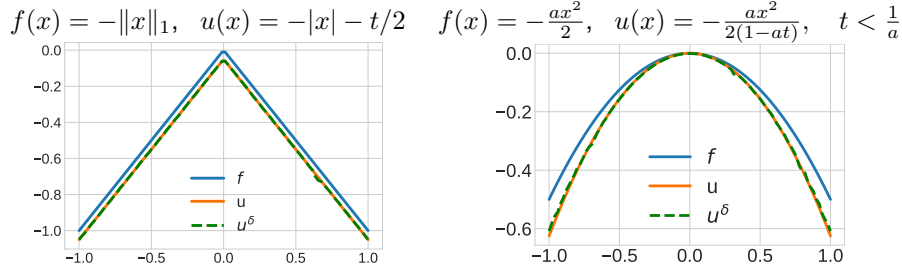 f(x) = −‖x‖₁, u(x) = −|x| − t/2
0.0
−0.2
−0.4
−0.6
−0.8
−1.0
f
u
u^δ
−1.0 −0.5 0.0 0.5 1.0
f(x) = −ax²/2, u(x) = −ax²/2(1−at), t < 1/a
0.0
−0.2
−0.4
−0.6
f
u
u^δ
−1.0 −0.5 0.0 0.5 1.0